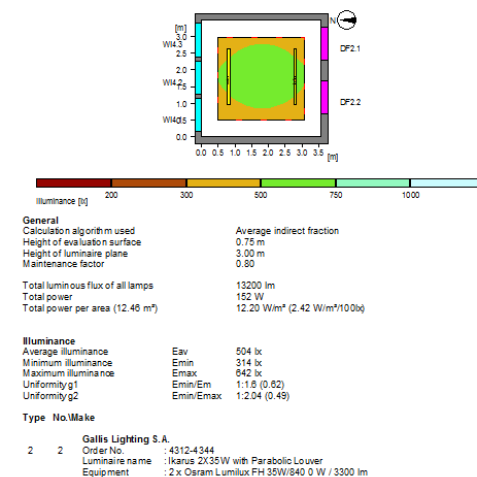 [m]
N
3.0
WI4.3
2.5
DF2.1
2.0
WI4.2
1.5
1.0
DF2.2
0.5
0.0
0.0 0.5 1.0 1.5 2.0 2.5 3.0 3.5 [m]
Illuminance [lx] 200 300 500 750 1000
General
Calculation algorithm used Average indirect fraction
Height of evaluation surface 0.75 m
Height of luminaire plane 3.00 m
Maintenance factor 0.80
Total luminous flux of all lamps 13200 lm
Total power 152 W
Total power per area (12.46 m²) 12.20 W/m² (2.42 W/m²/100lx)
Illuminance
Average illuminance Eav 504 lx
Minimum illuminance Emin 314 lx
Maximum illuminance Emax 642 lx
Uniformity g1 Emin/Em 1:1.6 (0.62)
Uniformity g2 Emin/Emax 1:2.04 (0.49)
Type No.\Make
Gallis Lighting S.A.
2 2 Order No. : 4312-4344
Luminaire name : Ikarus 2X35W with Parabolic Louver
Equipment : 2 x Osram Lumilux FH 35W/840 0 W / 3300 lm